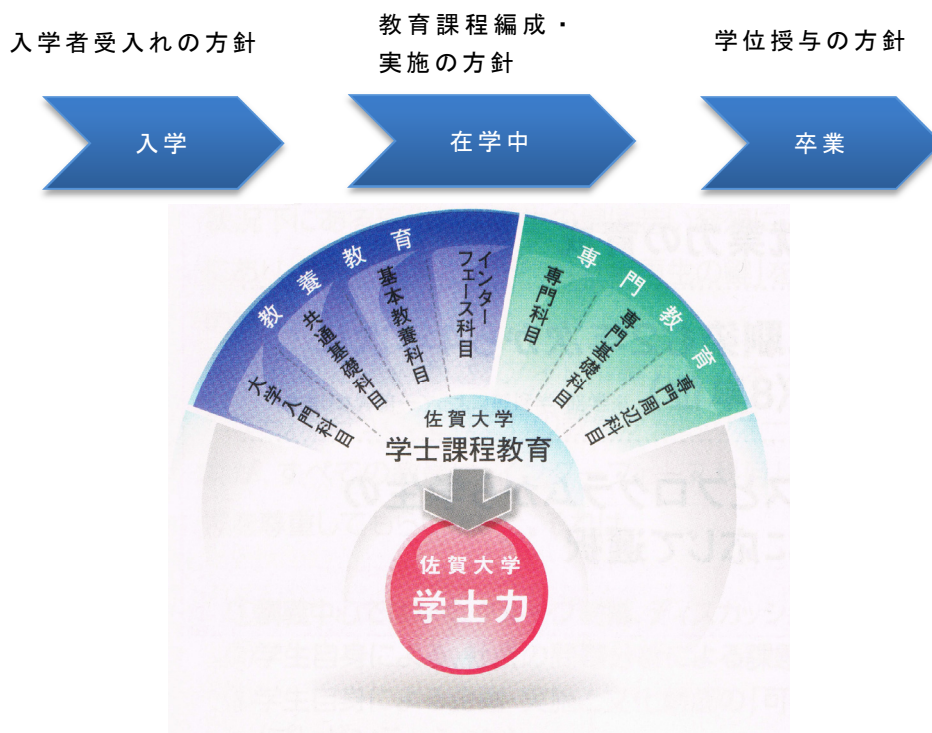 入学者受入れの方針
教育課程編成・
実施の方針
学位授与の方針
入学
在学中
卒業
教養教育
大学入門科目
共通基礎科目
基本教養科目
インター
フェース科目
専門教育
専門科目
専門基礎科目
専門周辺科目
佐賀大学
学士課程教育
佐賀大学
学士力